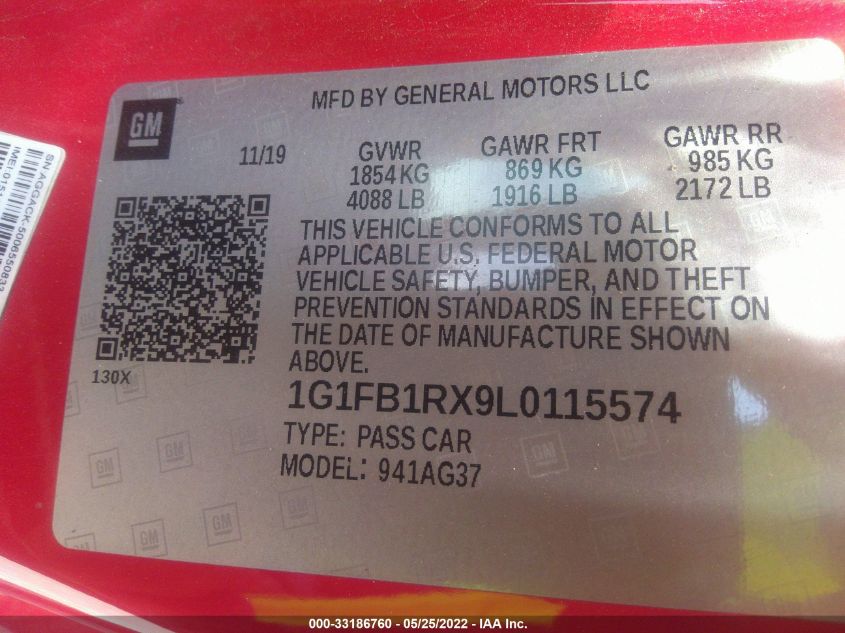 MFD BY GENERAL MOTORS LLC
GM
11/19
GVWR
1854 KG
4088 LB
GAWR FRT
869 KG
1916 LB
GAWR RR
985 KG
2172 LB
THIS VEHICLE CONFORMS TO ALL
APPLICABLE U.S. FEDERAL MOTOR
VEHICLE SAFETY, BUMPER, AND THEFT
PREVENTION STANDARDS IN EFFECT ON
THE DATE OF MANUFACTURE SHOWN
ABOVE.
130X
1G1FB1RX9L0115574
TYPE: PASS CAR
MODEL: 941AG37
000-33186760 - 05/25/2022 - IAA Inc.